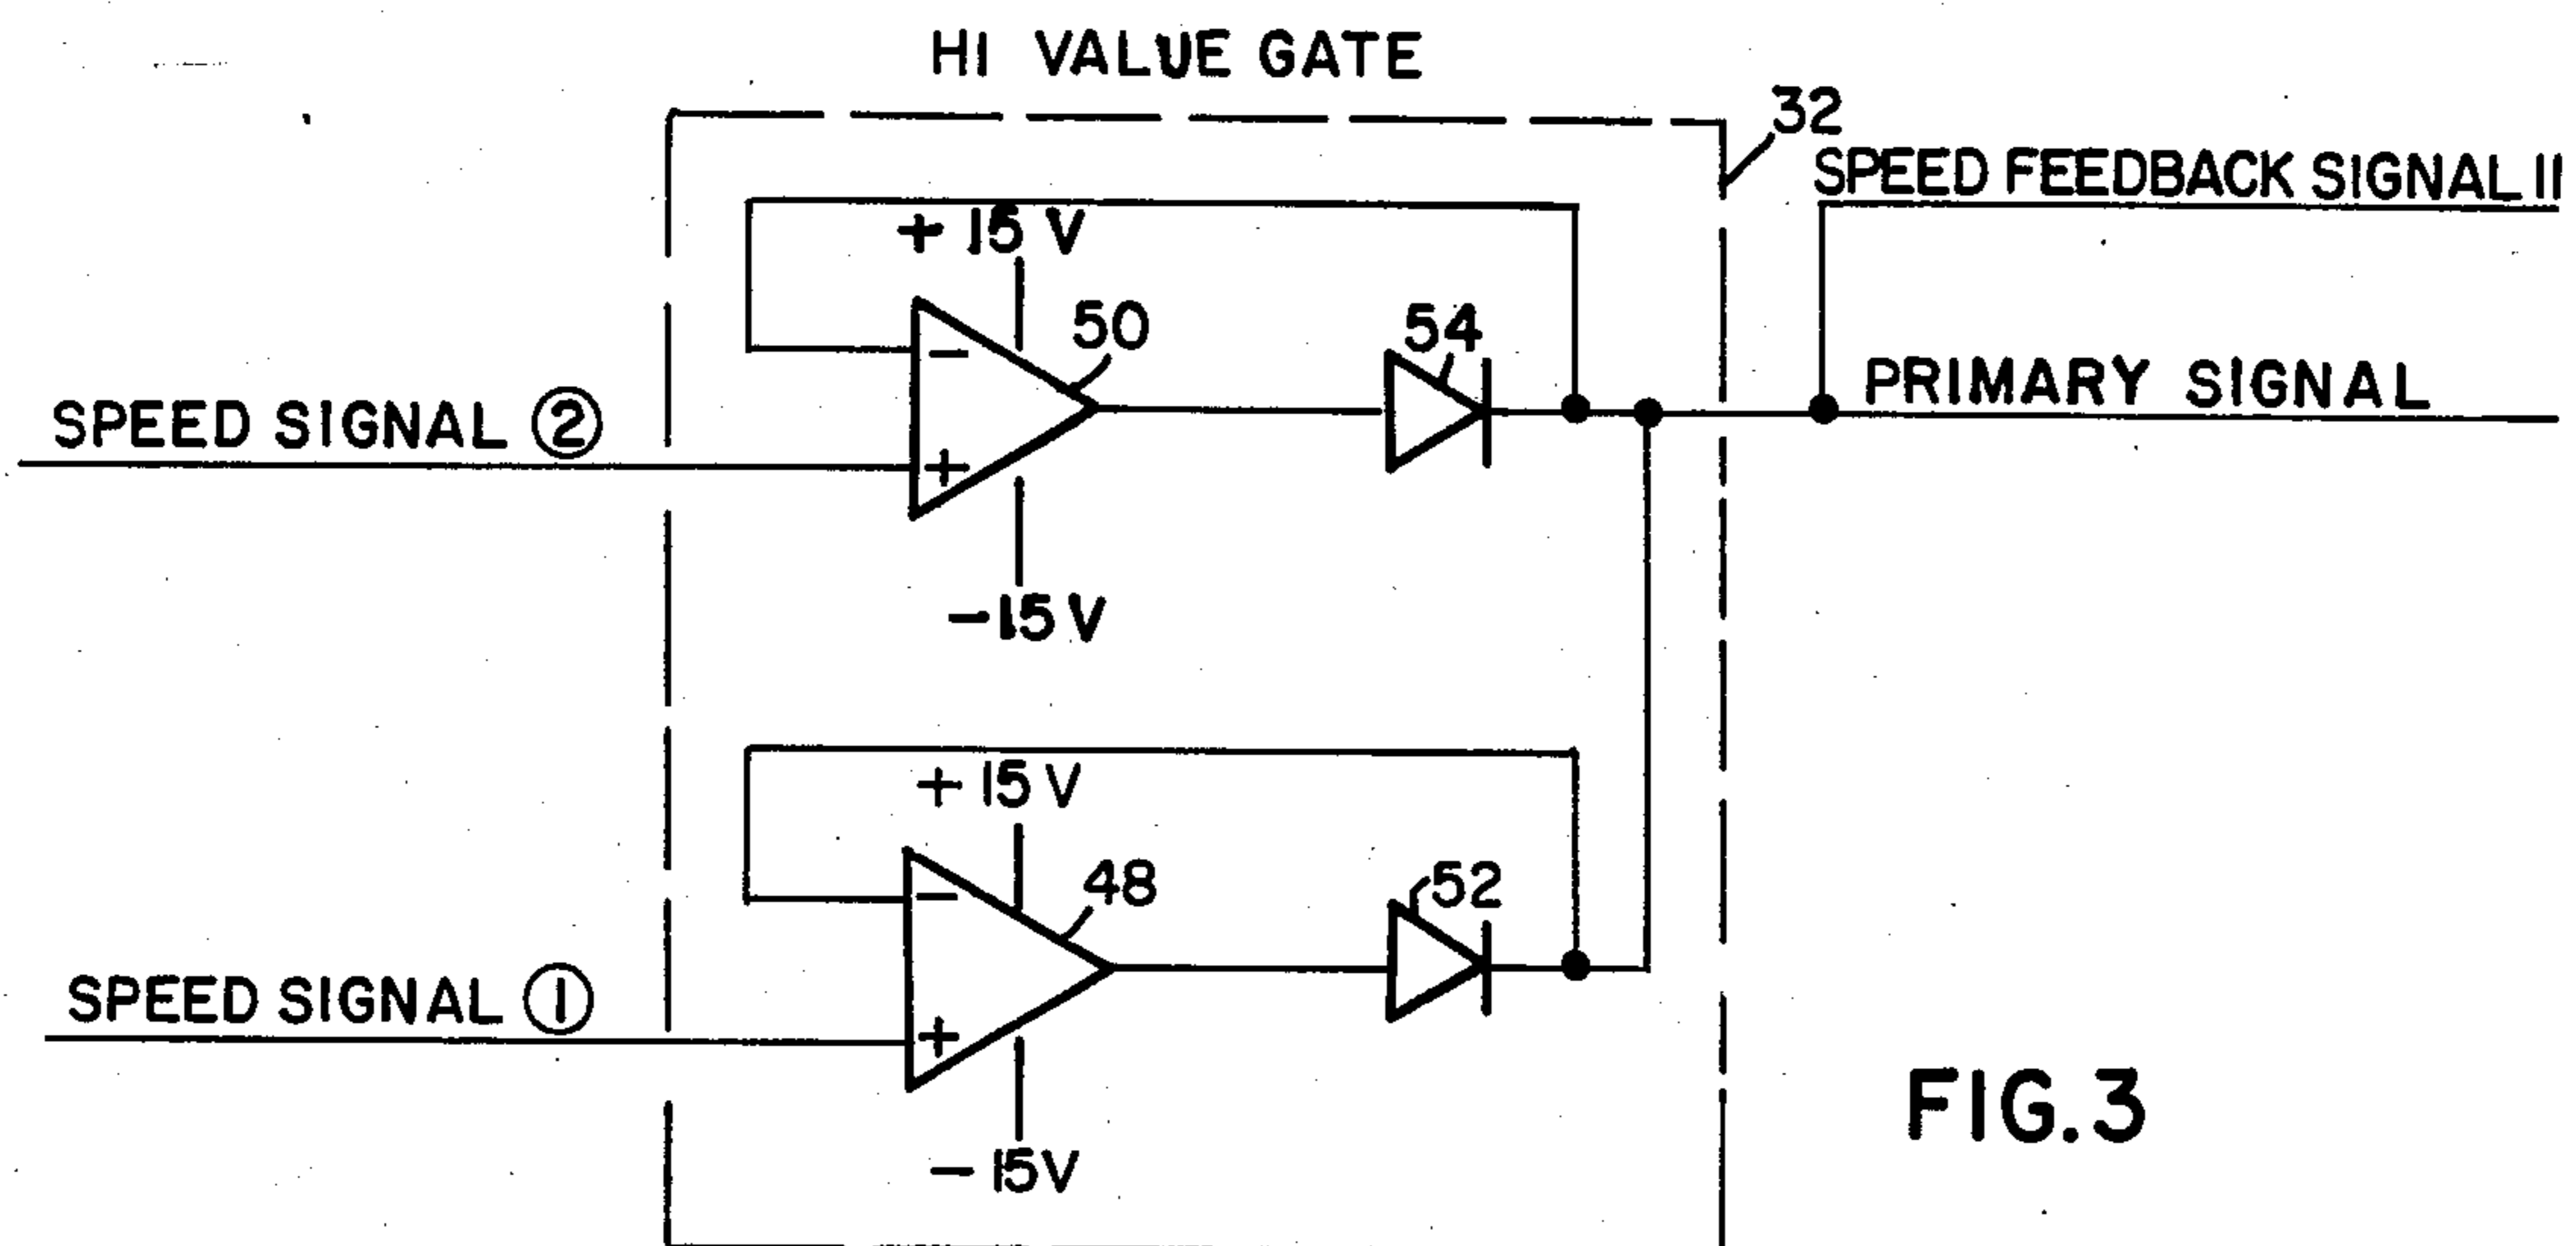 HI VALUE GATE
32
SPEED FEEDBACK SIGNAL II
+ 15 V
50
54
PRIMARY SIGNAL
SPEED SIGNAL ②
−
+
−15 V
+ 15 V
48
52
SPEED SIGNAL ①
−
+
− 15V
FIG. 3